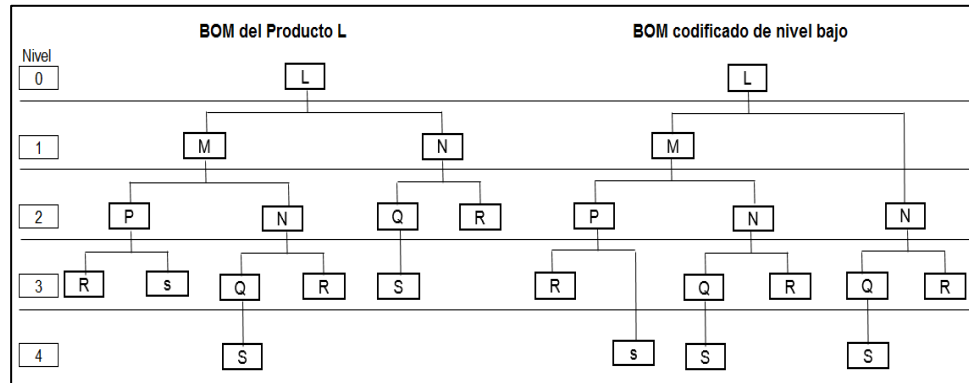 BOM del Producto L BOM codificado de nivel bajo
Nivel
0 L L
1 M N M
2 P N Q R P N N
3 R s Q R S R Q R Q R
4 S s S S